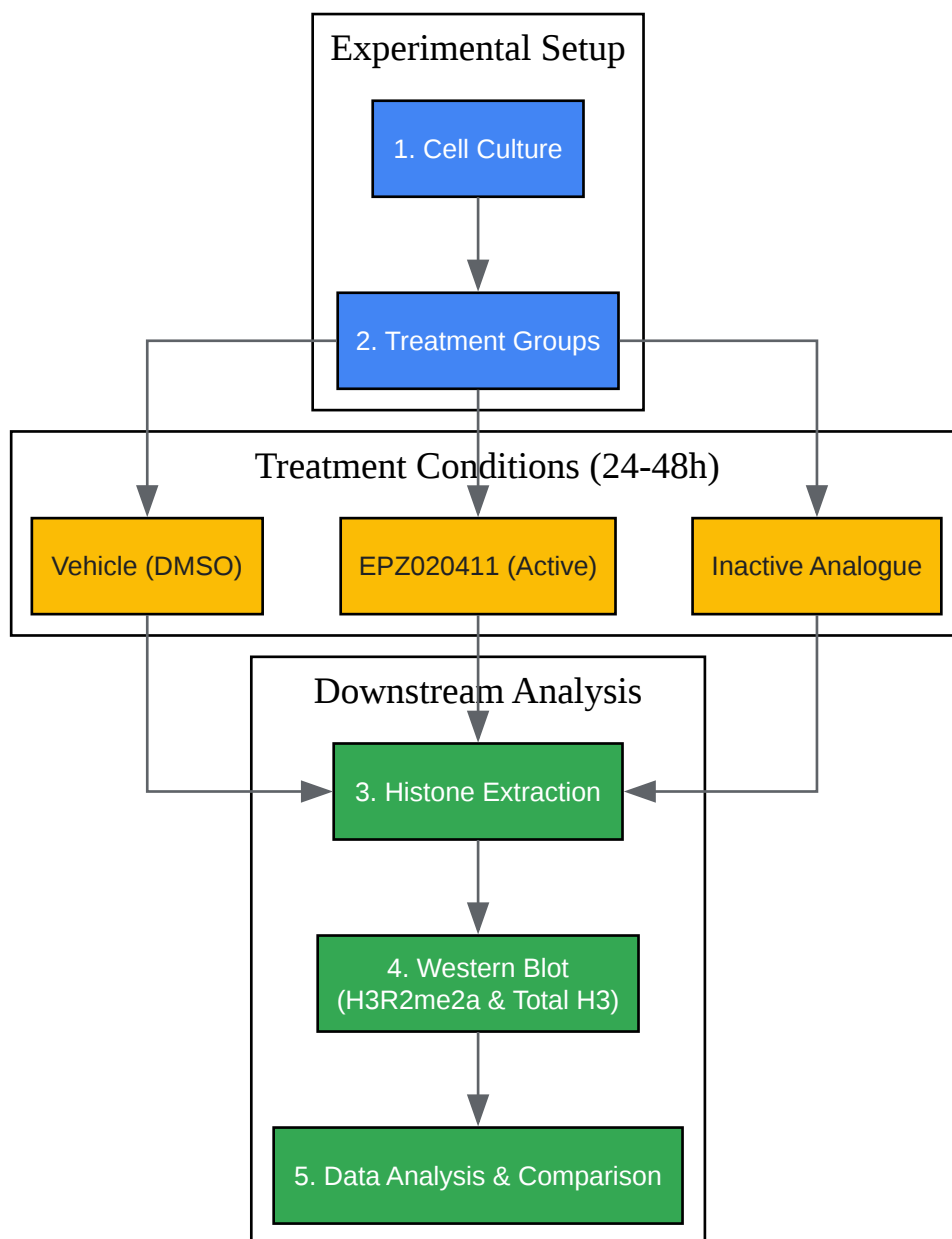 Experimental Setup
1. Cell Culture
2. Treatment Groups
Treatment Conditions (24-48h)
Vehicle (DMSO)
EPZ020411 (Active)
Inactive Analogue
Downstream Analysis
3. Histone Extraction
4. Western Blot
(H3R2me2a & Total H3)
5. Data Analysis & Comparison